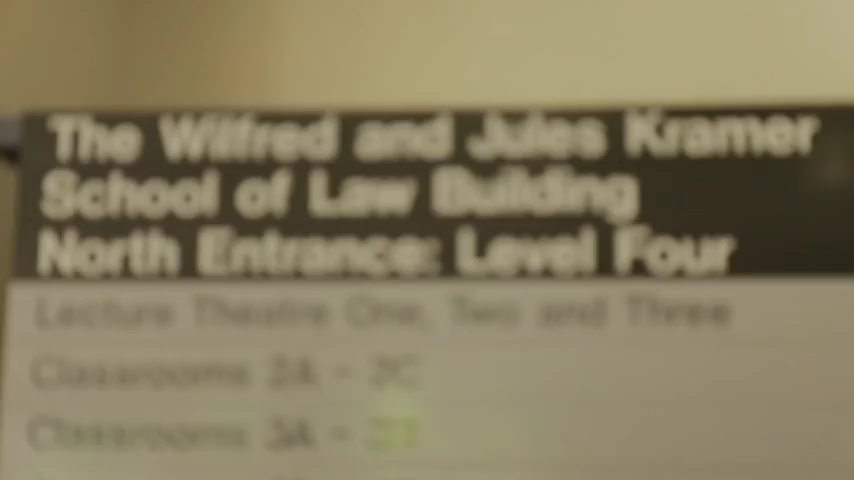 The Wilfred and Jules Kramer
School of Law Building
North Entrance: Level Four
Lecture Theatre One, Two and Three
Classrooms 2A - 2C
Classrooms 3A -